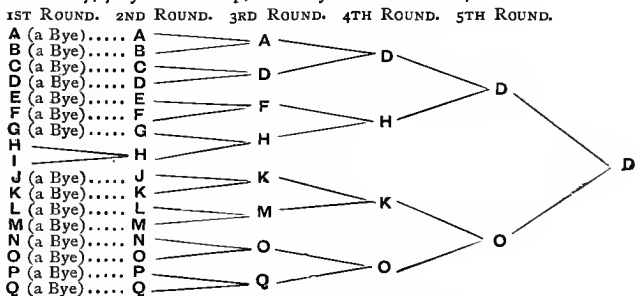 1ST ROUND. 2ND ROUND. 3RD ROUND. 4TH ROUND. 5TH ROUND.
A (a Bye)..... A
B (a Bye)..... B
A
C (a Bye)..... C
D (a Bye)..... D
D
D
E (a Bye)..... E
F (a Bye)..... F
F
G (a Bye)..... G
H
I
H
H
H
D
J (a Bye)..... J
K (a Bye)..... K
K
L (a Bye)..... L
M (a Bye)..... M
M
K
N (a Bye)..... N
O (a Bye)..... O
O
P (a Bye)..... P
Q (a Bye)..... Q
Q
O
O
D